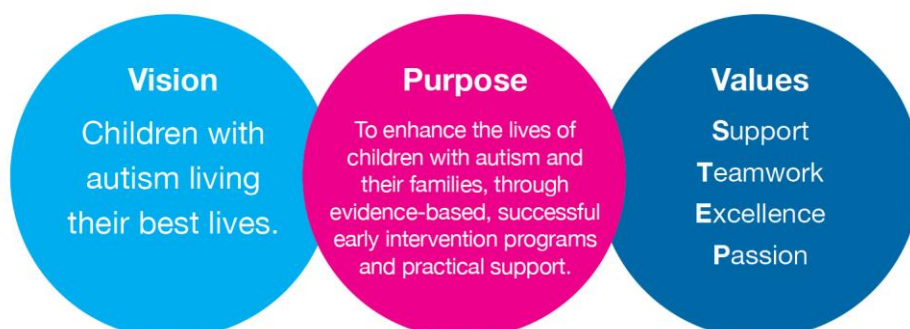 Vision
Children with
autism living
their best lives.
Purpose
To enhance the lives of
children with autism and
their families, through
evidence-based, successful
early intervention programs
and practical support.
Values
Support
Teamwork
Excellence
Passion